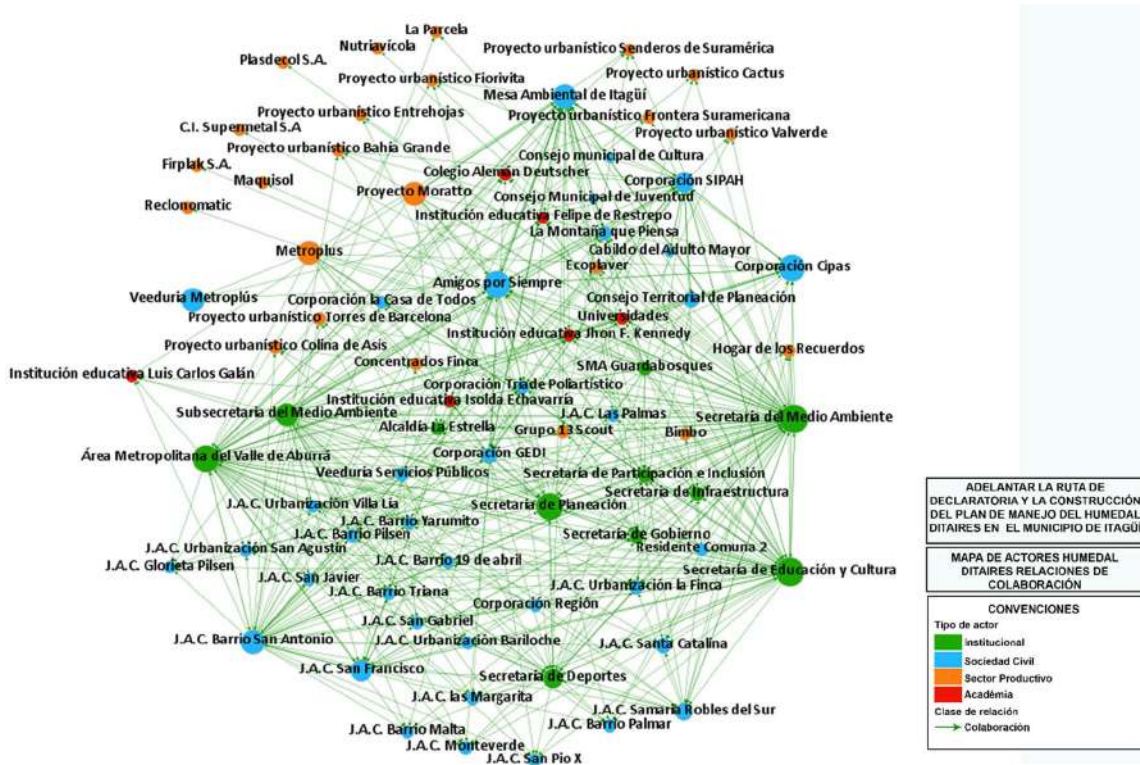 La Parcela
Nutriavícola
Plasdecol S.A.
Proyecto urbanístico Senderos de Suramérica
Proyecto urbanístico Fiorivita
Proyecto urbanístico Cactus
Mesa Ambiental de Itagüí
Proyecto urbanístico Entrehojas
Proyecto urbanístico Frontera Suramericana
C.I. Supermetal S.A
Proyecto urbanístico Valverde
Proyecto urbanístico Bahía Grande
Consejo municipal de Cultura
Firplak S.A.
Colegio Alemán Deutscher
Maquisol
Corporación SIPAH
Proyecto Moratto
Consejo Municipal de Juventud
Reclonomatic
Institución educativa Felipe de Restrepo
La Montaña que Piensa
Metroplus
Cabildo del Adulto Mayor
Ecoplaver
Corporación Cipas
Amigos por Siempre
Veeduria Metroplús
Corporación la Casa de Todos
Consejo Territorial de Planeación
Proyecto urbanístico Torres de Barcelona
Universidades
Institución educativa Jhon F. Kennedy
Proyecto urbanístico Colina de Asís
Hogar de los Recuerdos
Concentrados Finca
SMA Guardabosques
Institución educativa Luis Carlos Galán
Corporación Tríade Poliartístico
Institución educativa Isolda Echavarría
Subsecretaría del Medio Ambiente
J.A.C. Las Palmas
Secretaría del Medio Ambiente
Alcaldía La Estrella
Grupo 13 Scout
Bimbo
Corporación GEDI
Área Metropolitana del Valle de Aburrá
Veeduría Servicios Públicos
Secretaría de Participación e Inclusión
Secretaría de Infraestructura
J.A.C. Urbanización Villa Lia
Secretaría de Planeación
J.A.C. Barrio Yarumito
J.A.C. Barrio Pilsen
Secretaría de Gobierno
J.A.C. Urbanización San Agustín
Residente Comuna 2
J.A.C. Glorieta Pilsen
J.A.C. Barrio 19 de abril
Secretaría de Educación y Cultura
J.A.C. San Javier
J.A.C. Barrio Triana
J.A.C. Urbanización la Finca
Corporación Región
J.A.C. San Gabriel
J.A.C. Barrio San Antonio
J.A.C. Urbanización Bariloche
J.A.C. Santa Catalina
J.A.C. San Francisco
Secretaría de Deportes
J.A.C. las Margarita
J.A.C. Samaria Robles del Sur
J.A.C. Barrio Palmar
J.A.C. Barrio Malta
J.A.C. Monteverde
J.A.C. San Pio X
ADELANTAR LA RUTA DE
DECLARATORIA Y LA CONSTRUCCIÓN
DEL PLAN DE MANEJO DEL HUMEDAL
DITAIRES EN EL MUNICIPIO DE ITAGÜÍ
MAPA DE ACTORES HUMEDAL
DITAIRES RELACIONES DE
COLABORACIÓN
CONVENCIONES
Tipo de actor
Institucional
Sociedad Civil
Sector Productivo
Académia
Clase de relación
Colaboración